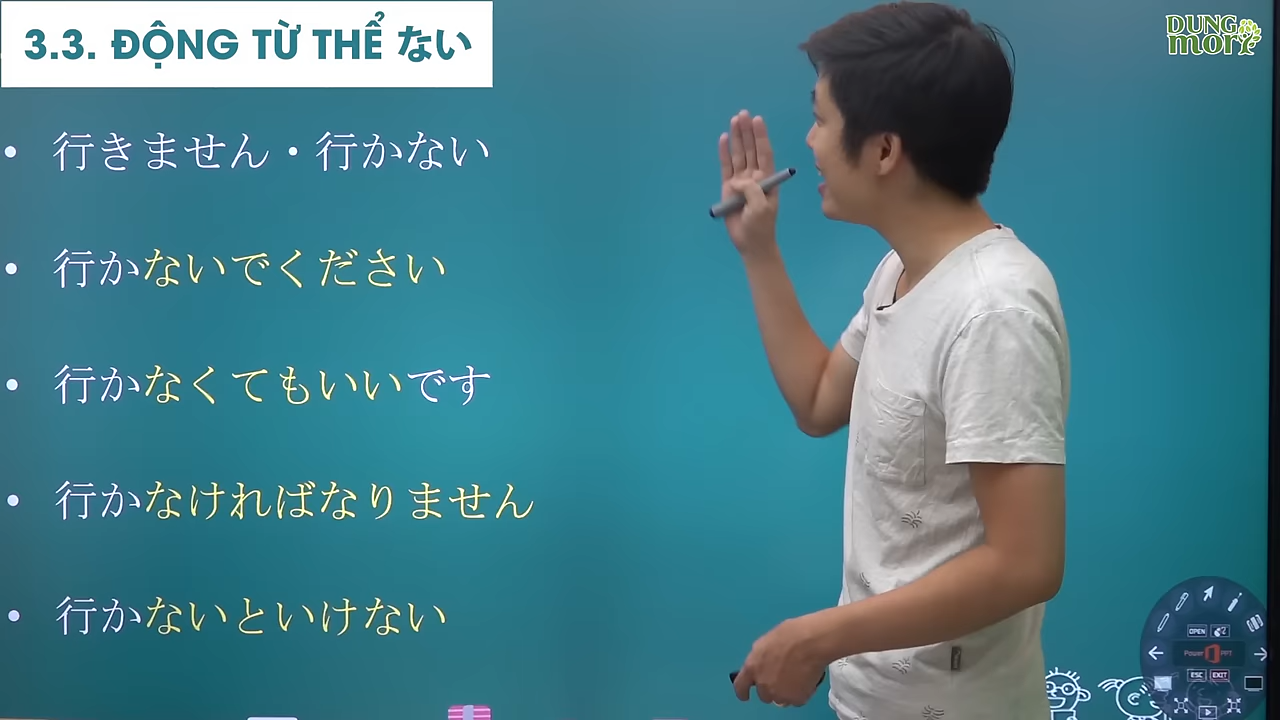 3.3. ĐỘNG TỪ THỂ ない
DUNG
mori
• 行きません・行かない
• 行かないでください
• 行かなくてもいいです
• 行かなければなりません
• 行かないといけない
OPEN
Power PPT
ESC EXIT